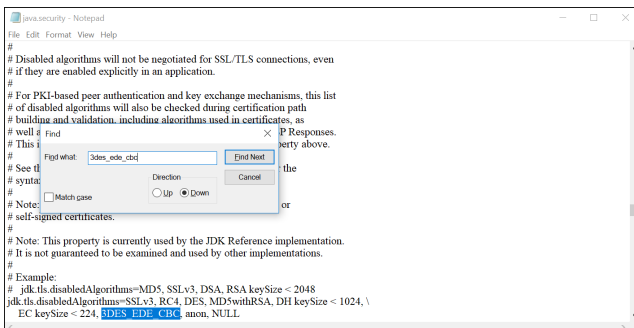 java.security - Notepad
File Edit Format View Help
#
# Disabled algorithms will not be negotiated for SSL/TLS connections, even
# if they are enabled explicitly in an application.
#
# For PKI-based peer authentication and key exchange mechanisms, this list
# of disabled algorithms will also be checked during certification path
# building and validation, including algorithms used in certificates, as
# well a P Responses.
# This i perty above.
#
# See th r the
# synta
#
# Note: or
# self-signed certificates.
#
# Note: This property is currently used by the JDK Reference implementation.
# It is not guaranteed to be examined and used by other implementations.
#
# Example:
# jdk.tls.disabledAlgorithms=MD5, SSLv3, DSA, RSA keySize < 2048
jdk.tls.disabledAlgorithms=SSLv3, RC4, DES, MD5withRSA, DH keySize < 1024, \
EC keySize < 224, 3DES_EDE_CBC, anon, NULL
Find
Find what: 3des_ede_cbc Find Next
Direction Cancel
Up Down
Match case